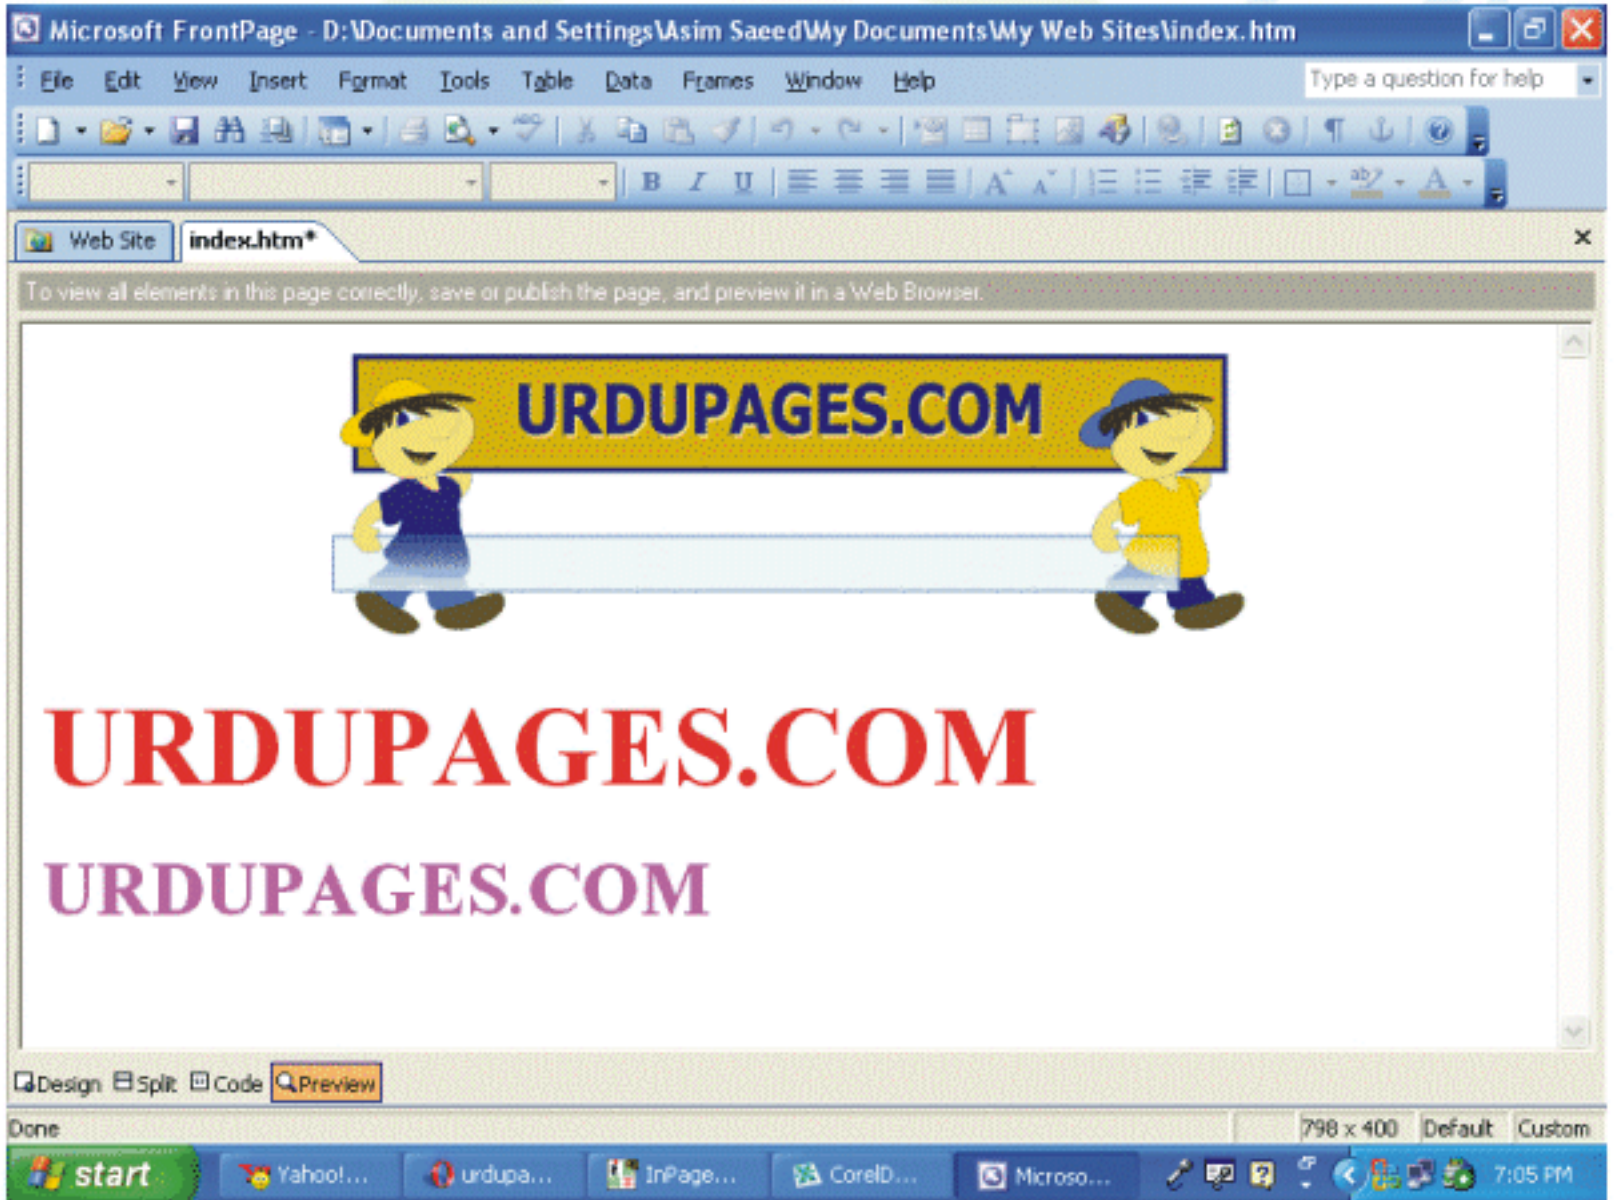 Microsoft FrontPage - D:\Documents and Settings\Asim Saeed\My Documents\My Web Sites\index.htm
File Edit View Insert Format Tools Table Data Frames Window Help Type a question for help
B I U A A ab A
Web Site index.htm*
To view all elements in this page correctly, save or publish the page, and preview it in a Web Browser.
URDUPAGES.COM
URDUPAGES.COM
URDUPAGES.COM
Design Split Code Preview
Done 798 x 400 Default Custom
start Yahoo!... urdupa... InPage... CorelD... Microso... 7:05 PM